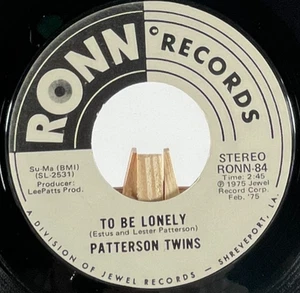 RONN RECORDS
Su-Ma (BMI)
(SL-2531)
Producer:
LeePatts Prod.
STEREO
RONN-84
Time: 2:45
℗ 1975 Jewel
Record Corp.
Feb. '75
TO BE LONELY
(Estus and Lester Patterson)
PATTERSON TWINS
A DIVISION OF JEWEL RECORDS - SHREVEPORT, LA.